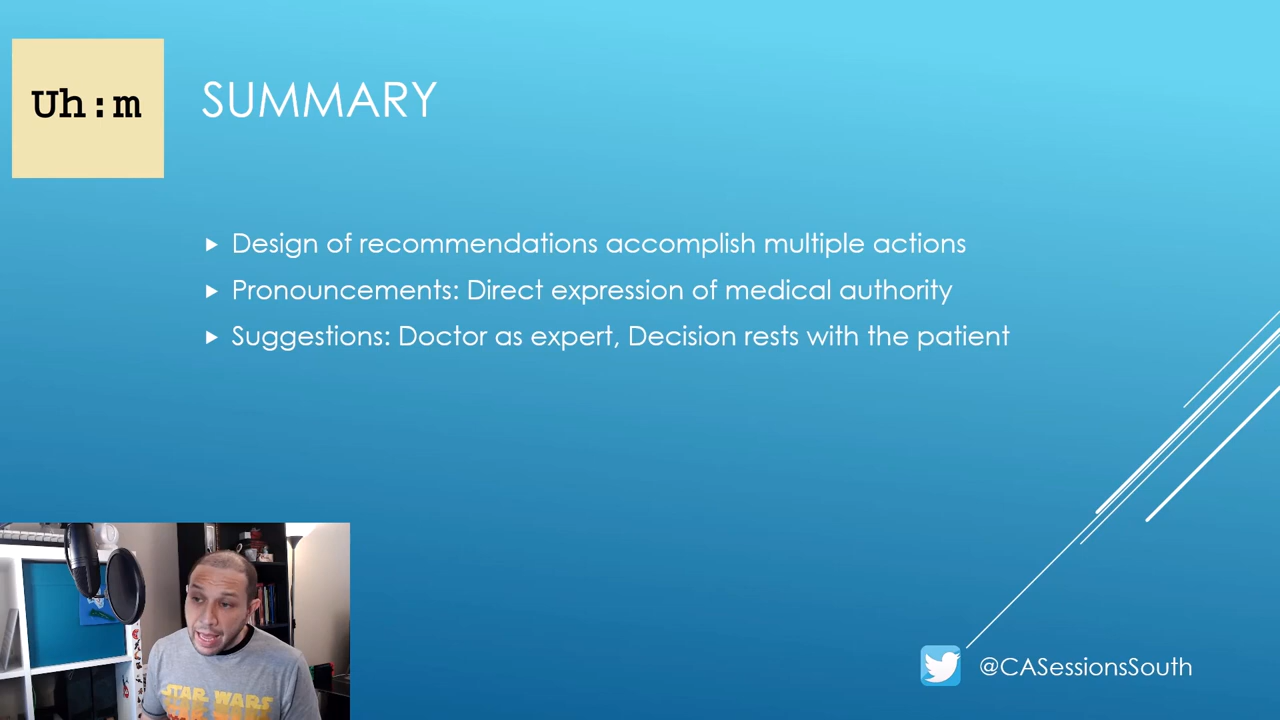 Uh:m
SUMMARY
Design of recommendations accomplish multiple actions
Pronouncements: Direct expression of medical authority
Suggestions: Doctor as expert, Decision rests with the patient
STAR WARS
@CASessionsSouth